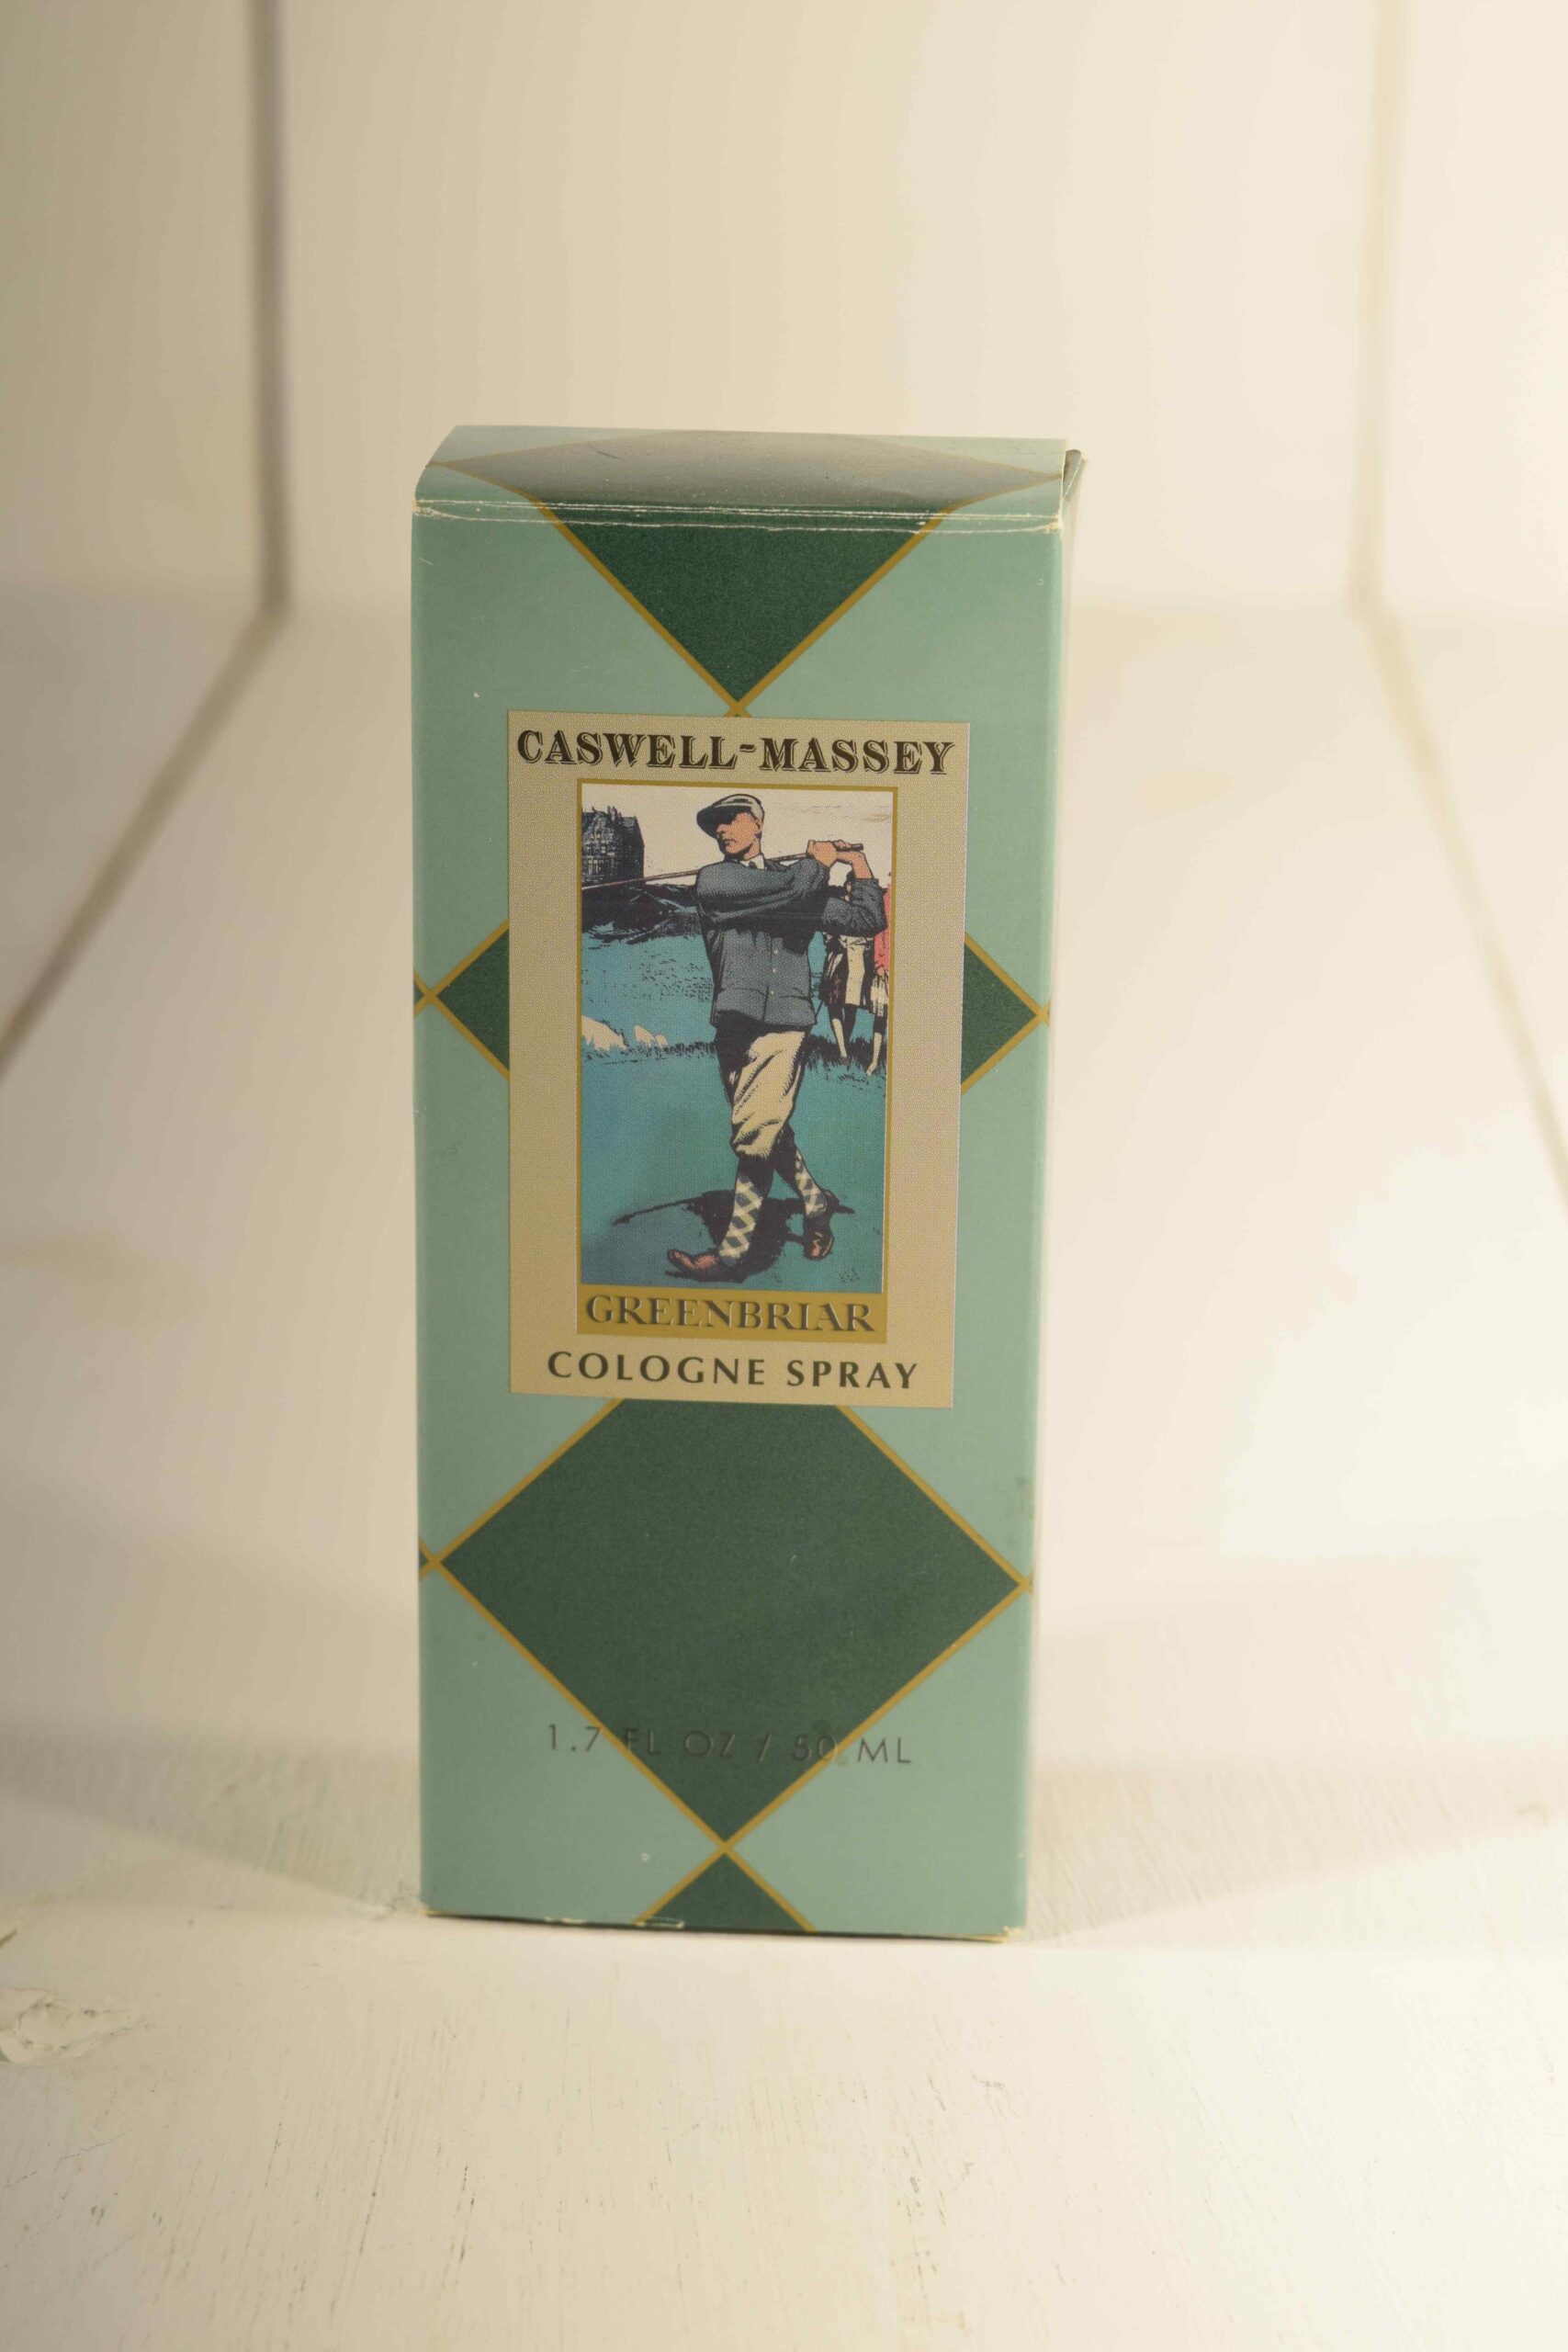 CASWELL-MASSEY
GREENBRIAR
COLOGNE SPRAY
1.7 FL OZ / 50 ML